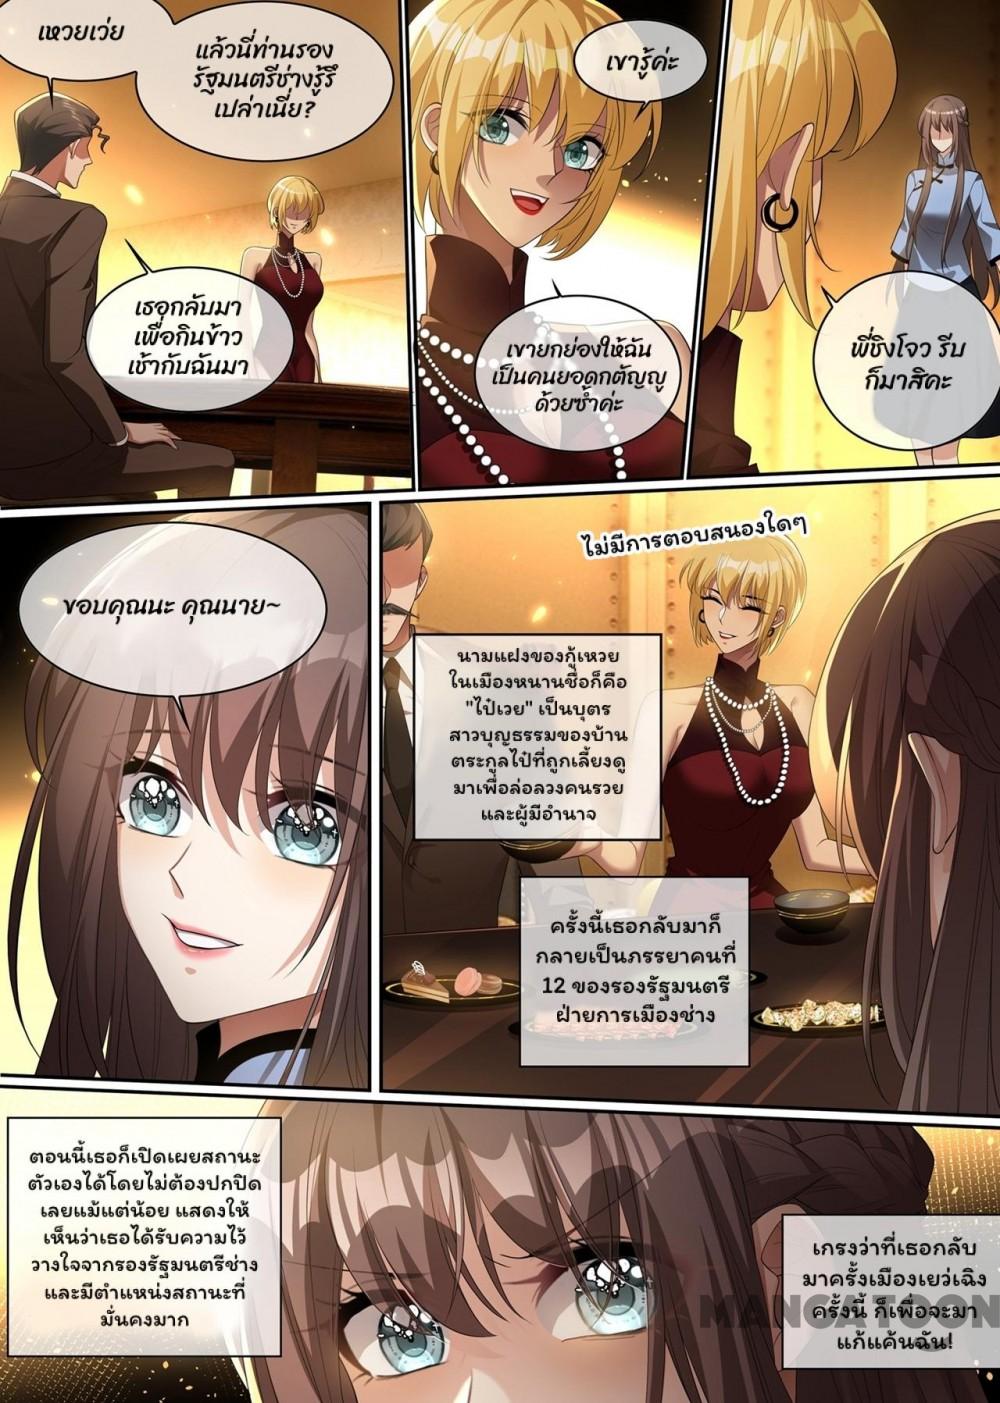 เหวยเว่ย
แล้วนี่ท่านรอง
รัฐมนตรีช่างรู้รึ
เปล่าเนี่ย?
เธอกลับมา
เพื่อกินข้าว
เช้ากับฉันมา
เขารู้ค่ะ
เขายกย่องให้ฉัน
เป็นคนยอดกตัญญู
ด้วยซ้ำค่ะ
พี่ชิงโจว รีบ
ก็มาสิคะ
ขอบคุณนะ คุณนาย~
ไม่มีการตอบสนองใดๆ
นามแฝงของกู้เหวย
ในเมืองหนานชื่อก็คือ
"ไป๋เวย" เป็นบุตร
สาวบุญธรรมของบ้าน
ตระกูลไป๋ที่ถูกเลี้ยงดู
มาเพื่อล่อลวงคนรวย
และผู้มีอำนาจ
ครั้งนี้เธอกลับมาก็
กลายเป็นภรรยาคนที่
12 ของรองรัฐมนตรี
ฝ่ายการเมืองช่าง
ตอนนี้เธอก็เปิดเผยสถานะ
ตัวเองได้โดยไม่ต้องปกปิด
เลยแม้แต่น้อย แสดงให้
เห็นว่าเธอได้รับความไว้
วางใจจากรองรัฐมนตรีช่าง
และมีตำแหน่งสถานะที่
มั่นคงมาก
เกรงว่าที่เธอกลับ
มาครั้งเมืองเยว่เฉิง
ครั้งนี้ ก็เพื่อจะมา
แก้แค้นฉัน!
MANGATOON